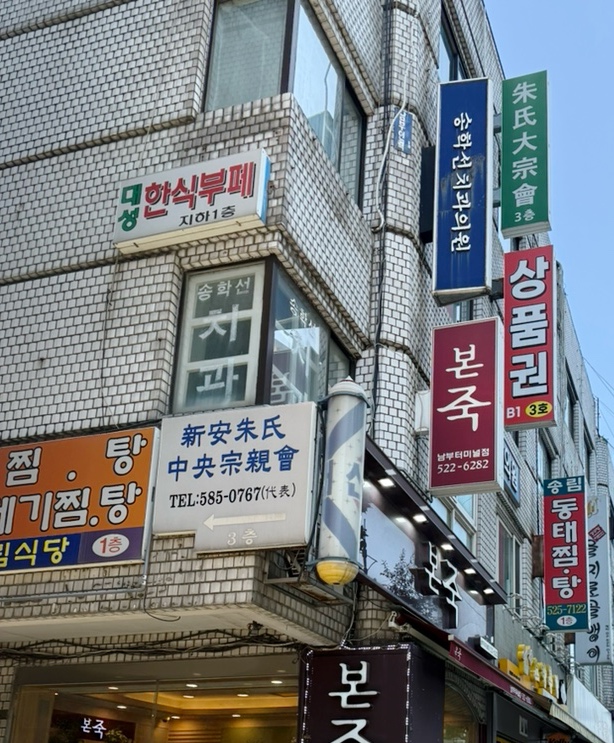 대성
한식부페
지하1층
송학선
치
과
新安朱氏
中央宗親會
TEL:585-0767(代表)
3층
찜.탕
찜.탕
식당
1층
송학선치과의원
朱氏大宗會
3층
상품권
B1 3호
본죽
남부터미널점
522-6282
송림
동태찜.탕
525-7122
1층
본죽
본죽
본죽